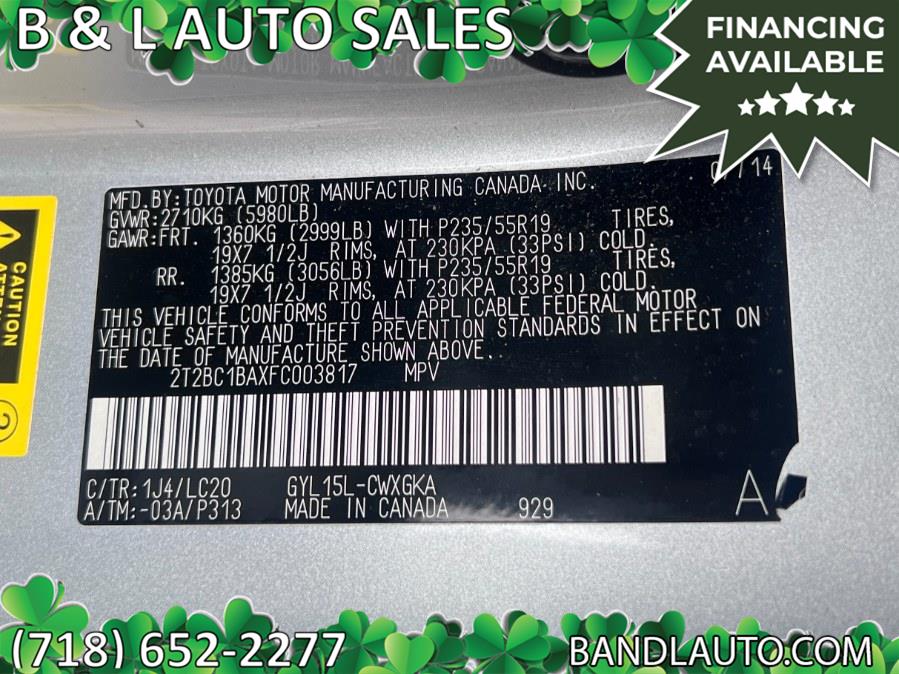 B & L AUTO SALES
FINANCING
AVAILABLE
/14
MFD.BY:TOYOTA MOTOR MANUFACTURING CANADA INC.
GVWR:2710KG (5980LB)
GAWR:FRT. 1360KG (2999LB) WITH P235/55R19 TIRES,
19X7 1/2J RIMS, AT 230KPA (33PSI) COLD.
RR. 1385KG (3056LB) WITH P235/55R19 TIRES,
19X7 1/2J RIMS, AT 230KPA (33PSI) COLD.
THIS VEHICLE CONFORMS TO ALL APPLICABLE FEDERAL MOTOR
VEHICLE SAFETY AND THEFT PREVENTION STANDARDS IN EFFECT ON
THE DATE OF MANUFACTURE SHOWN ABOVE.
2T2BC1BAXFC003817 MPV
C/TR:1J4/LC20 GYL15L-CWXGKA
A/TM:-03A/P313 MADE IN CANADA 929 A
CAUTION
2
(718) 652-2277
BANDLAUTO.COM